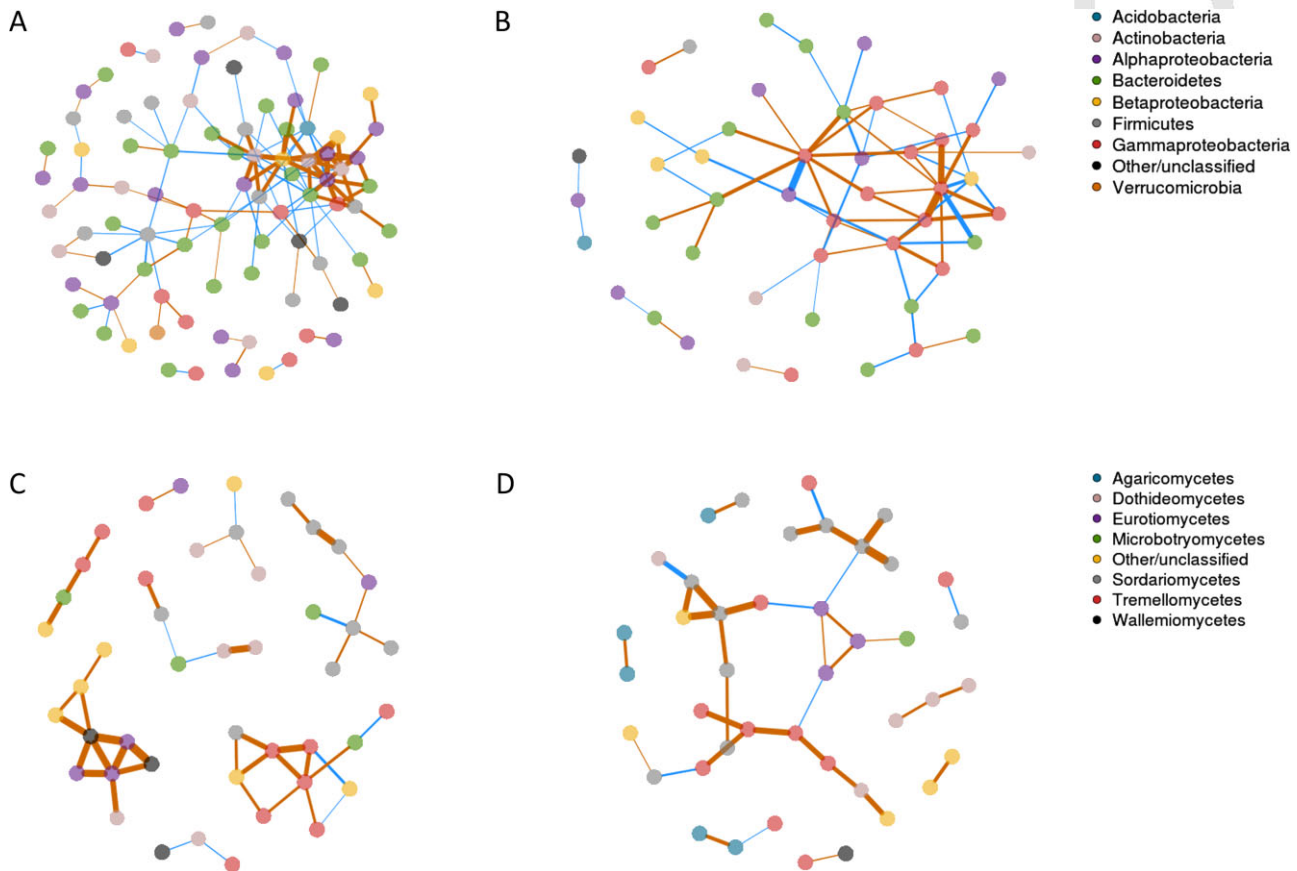 A
B
Acidobacteria
Actinobacteria
Alphaproteobacteria
Bacteroidetes
Betaproteobacteria
Firmicutes
Gammaproteobacteria
Other/unclassified
Verrucomicrobia
C
D
Agaricomycetes
Dothideomycetes
Eurotiomycetes
Microbotryomycetes
Other/unclassified
Sordariomycetes
Tremellomycetes
Wallemiomycetes